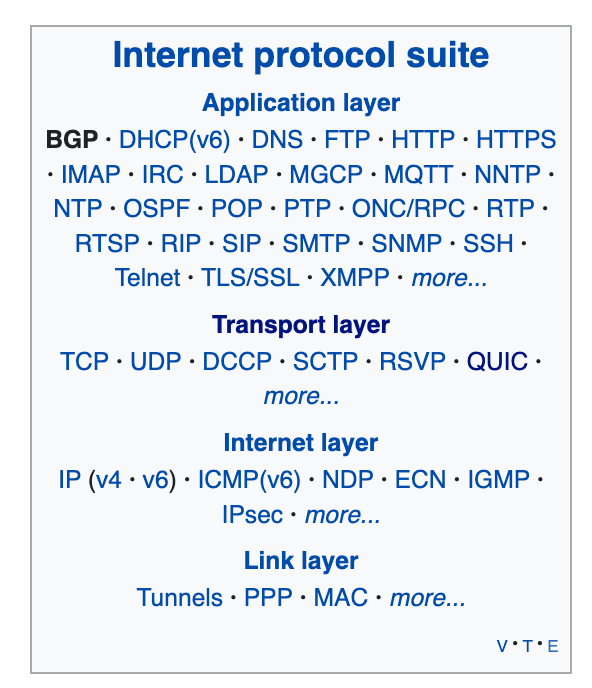 Internet protocol suite
Application layer
BGP · DHCP(v6) · DNS · FTP · HTTP · HTTPS
· IMAP · IRC · LDAP · MGCP · MQTT · NNTP ·
NTP · OSPF · POP · PTP · ONC/RPC · RTP ·
RTSP · RIP · SIP · SMTP · SNMP · SSH ·
Telnet · TLS/SSL · XMPP · more...
Transport layer
TCP · UDP · DCCP · SCTP · RSVP · QUIC ·
more...
Internet layer
IP (v4 · v6) · ICMP(v6) · NDP · ECN · IGMP ·
IPsec · more...
Link layer
Tunnels · PPP · MAC · more...
V · T · E